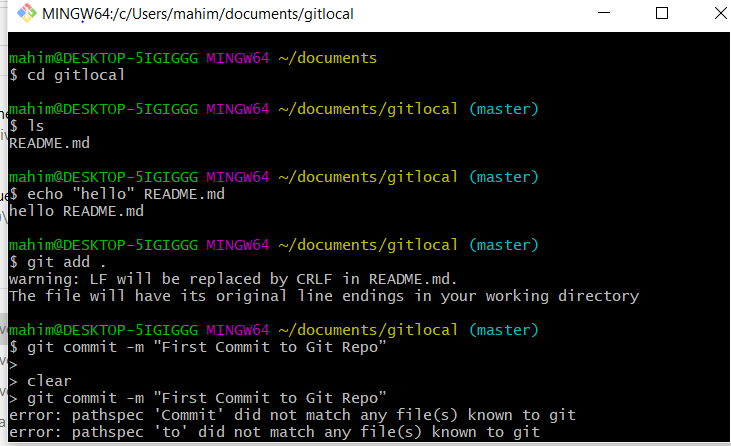 MINGW64:/c/Users/mahim/documents/gitlocal
mahim@DESKTOP-5IGIGGG MINGW64 ~/documents
$ cd gitlocal
mahim@DESKTOP-5IGIGGG MINGW64 ~/documents/gitlocal (master)
$ ls
README.md
mahim@DESKTOP-5IGIGGG MINGW64 ~/documents/gitlocal (master)
$ echo "hello" README.md
hello README.md
mahim@DESKTOP-5IGIGGG MINGW64 ~/documents/gitlocal (master)
$ git add .
warning: LF will be replaced by CRLF in README.md.
The file will have its original line endings in your working directory
mahim@DESKTOP-5IGIGGG MINGW64 ~/documents/gitlocal (master)
$ git commit -m "First Commit to Git Repo”
>
> clear
> git commit -m "First Commit to Git Repo”
error: pathspec 'Commit' did not match any file(s) known to git
error: pathspec 'to' did not match any file(s) known to git